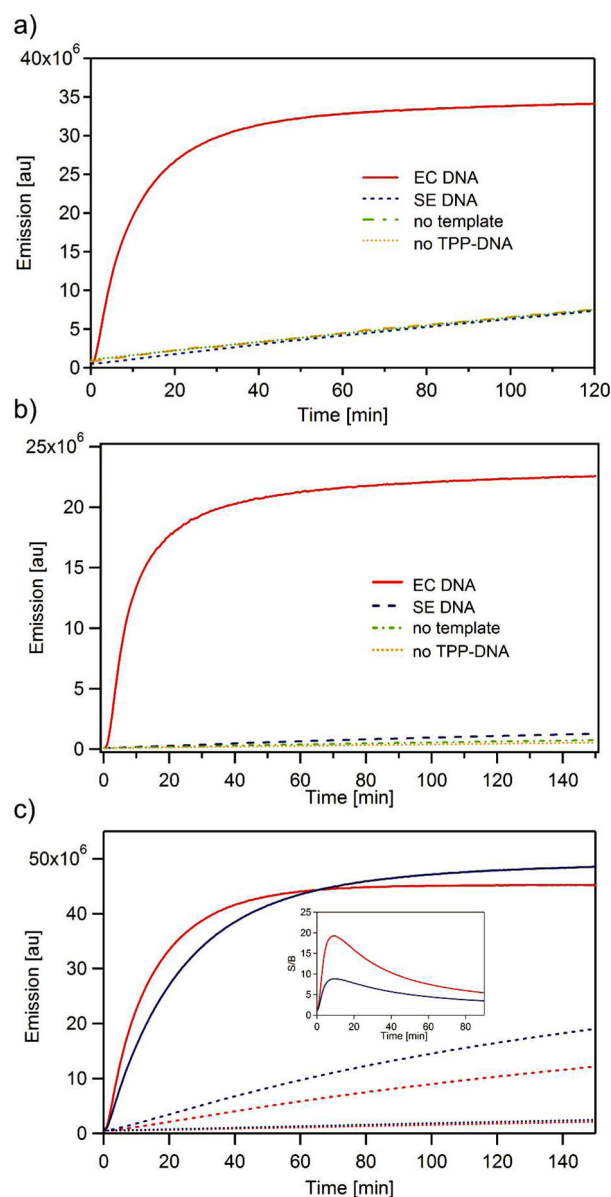 a)
40x10⁶
35
30
25
20
15
10
5
0
Emission [au]
EC DNA
SE DNA
no template
no TPP-DNA
0 20 40 60 80 100 120
Time [min]
b)
25x10⁶
20
15
10
5
0
Emission [au]
EC DNA
SE DNA
no template
no TPP-DNA
0 20 40 60 80 100 120 140
Time [min]
c)
50x10⁶
40
30
20
10
0
Emission [au]
25
20
15
10
5
0
S/B
0 20 40 60 80
Time [min]
0 20 40 60 80 100 120 140
Time [min]